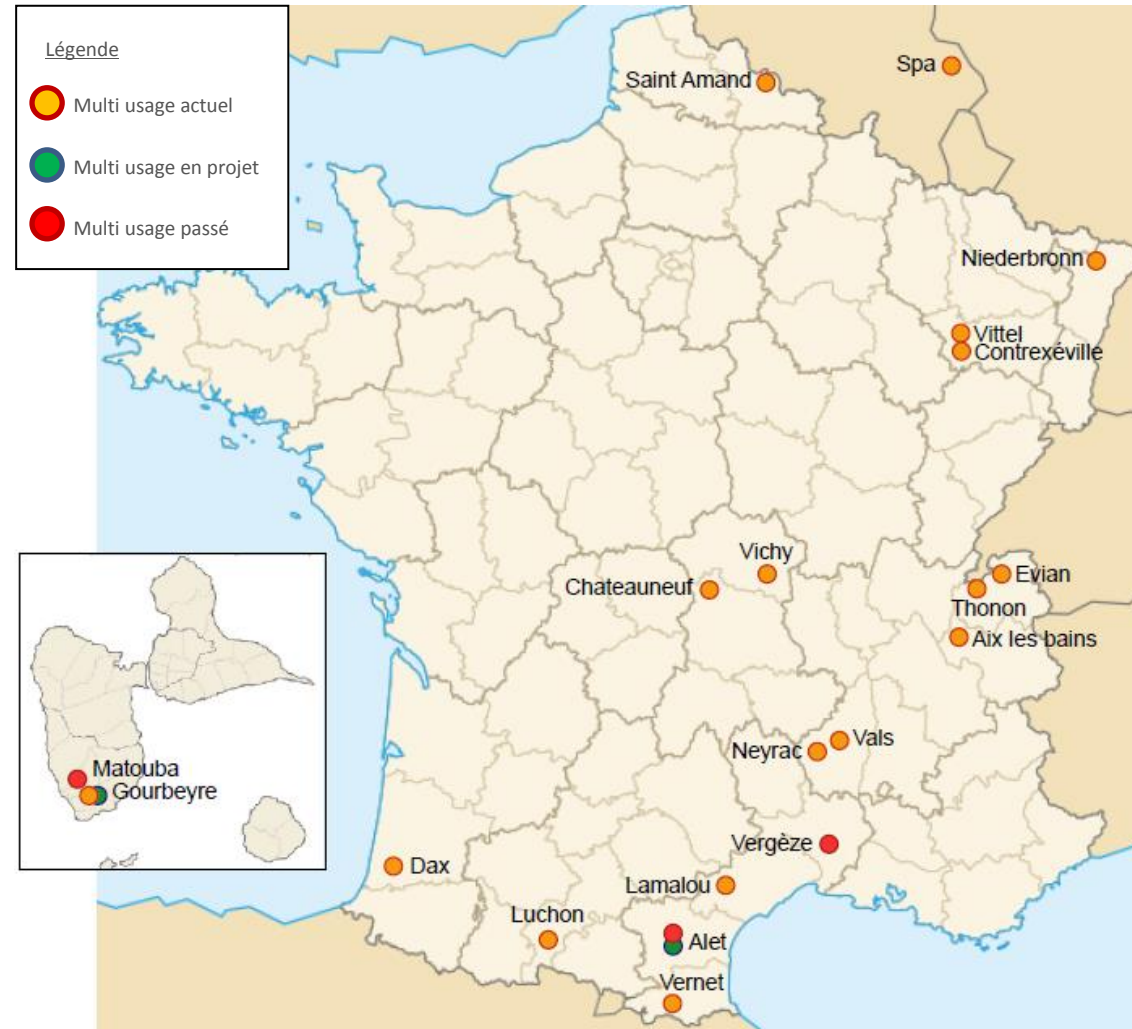 Légende
Multi usage actuel
Multi usage en projet
Multi usage passé
Saint Amand
Spa
Niederbronn
Vittel
Contrexéville
Vichy
Chateauneuf
Evian
Thonon
Aix les bains
Vals
Neyrac
Matouba
Gourbeyre
Vergèze
Dax
Lamalou
Luchon
Alet
Vernet